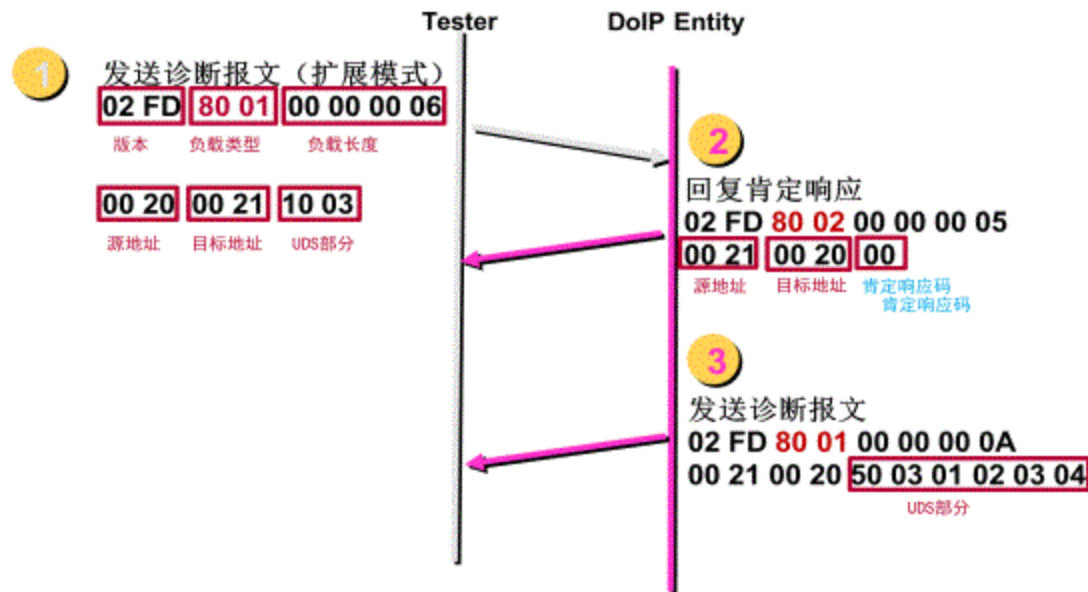 Tester
DoIP Entity
1
发送诊断报文（扩展模式）
02 FD 80 01 00 00 00 06
版本 负载类型 负载长度
00 20 00 21 10 03
源地址 目标地址 UDS部分
2
回复肯定响应
02 FD 80 02 00 00 00 05
00 21 00 20 00
源地址 目标地址 肯定响应码
肯定响应码
3
发送诊断报文
02 FD 80 01 00 00 00 0A
00 21 00 20 50 03 01 02 03 04
UDS部分